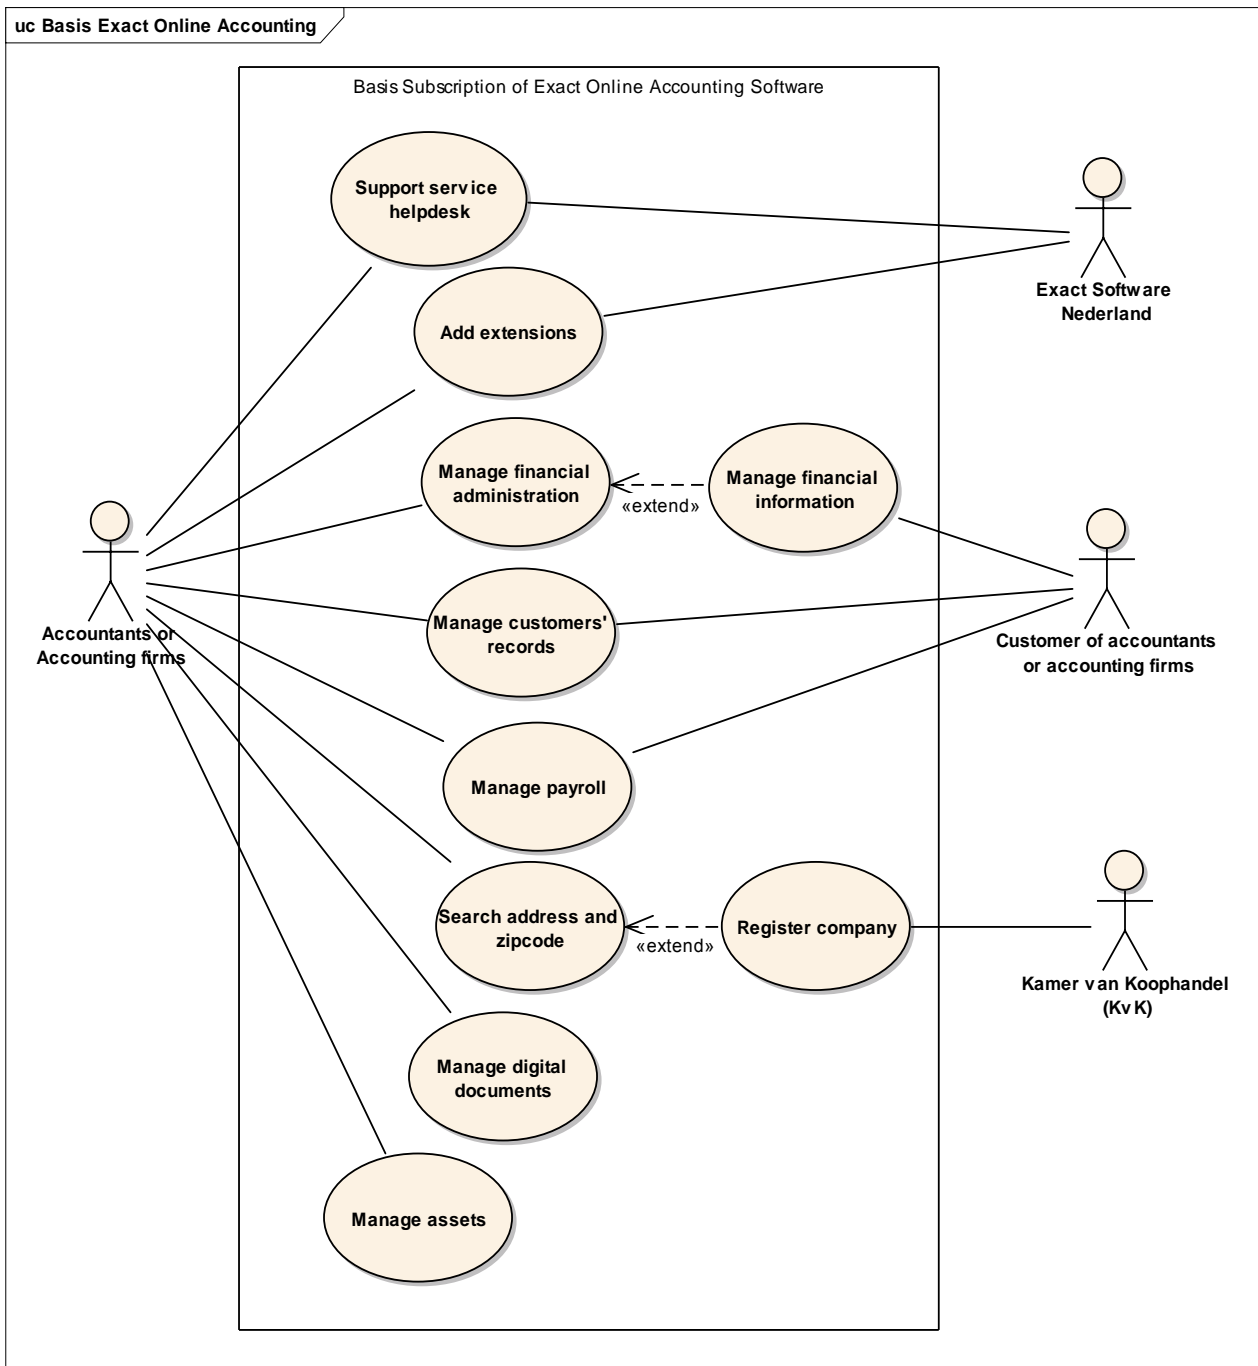 uc Basis Exact Online Accounting
Basis Subscription of Exact Online Accounting Software
Support service
helpdesk
Exact Software
Nederland
Add extensions
Manage financial
administration
«extend»
Manage financial
information
Accountants or
Accounting firms
Manage customers'
records
Customer of accountants
or accounting firms
Manage payroll
Search address and
zipcode
«extend»
Register company
Kamer van Koophandel
(KvK)
Manage digital
documents
Manage assets